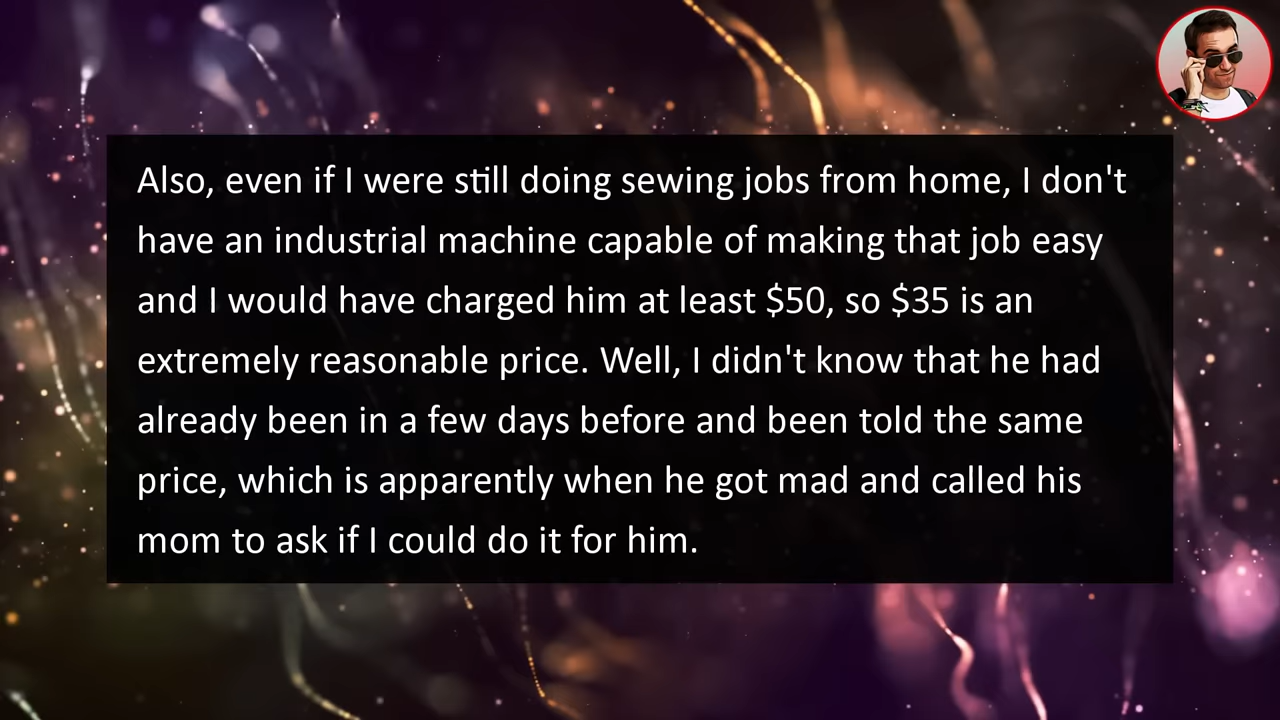 Also, even if I were still doing sewing jobs from home, I don't
have an industrial machine capable of making that job easy
and I would have charged him at least $50, so $35 is an
extremely reasonable price. Well, I didn't know that he had
already been in a few days before and been told the same
price, which is apparently when he got mad and called his
mom to ask if I could do it for him.